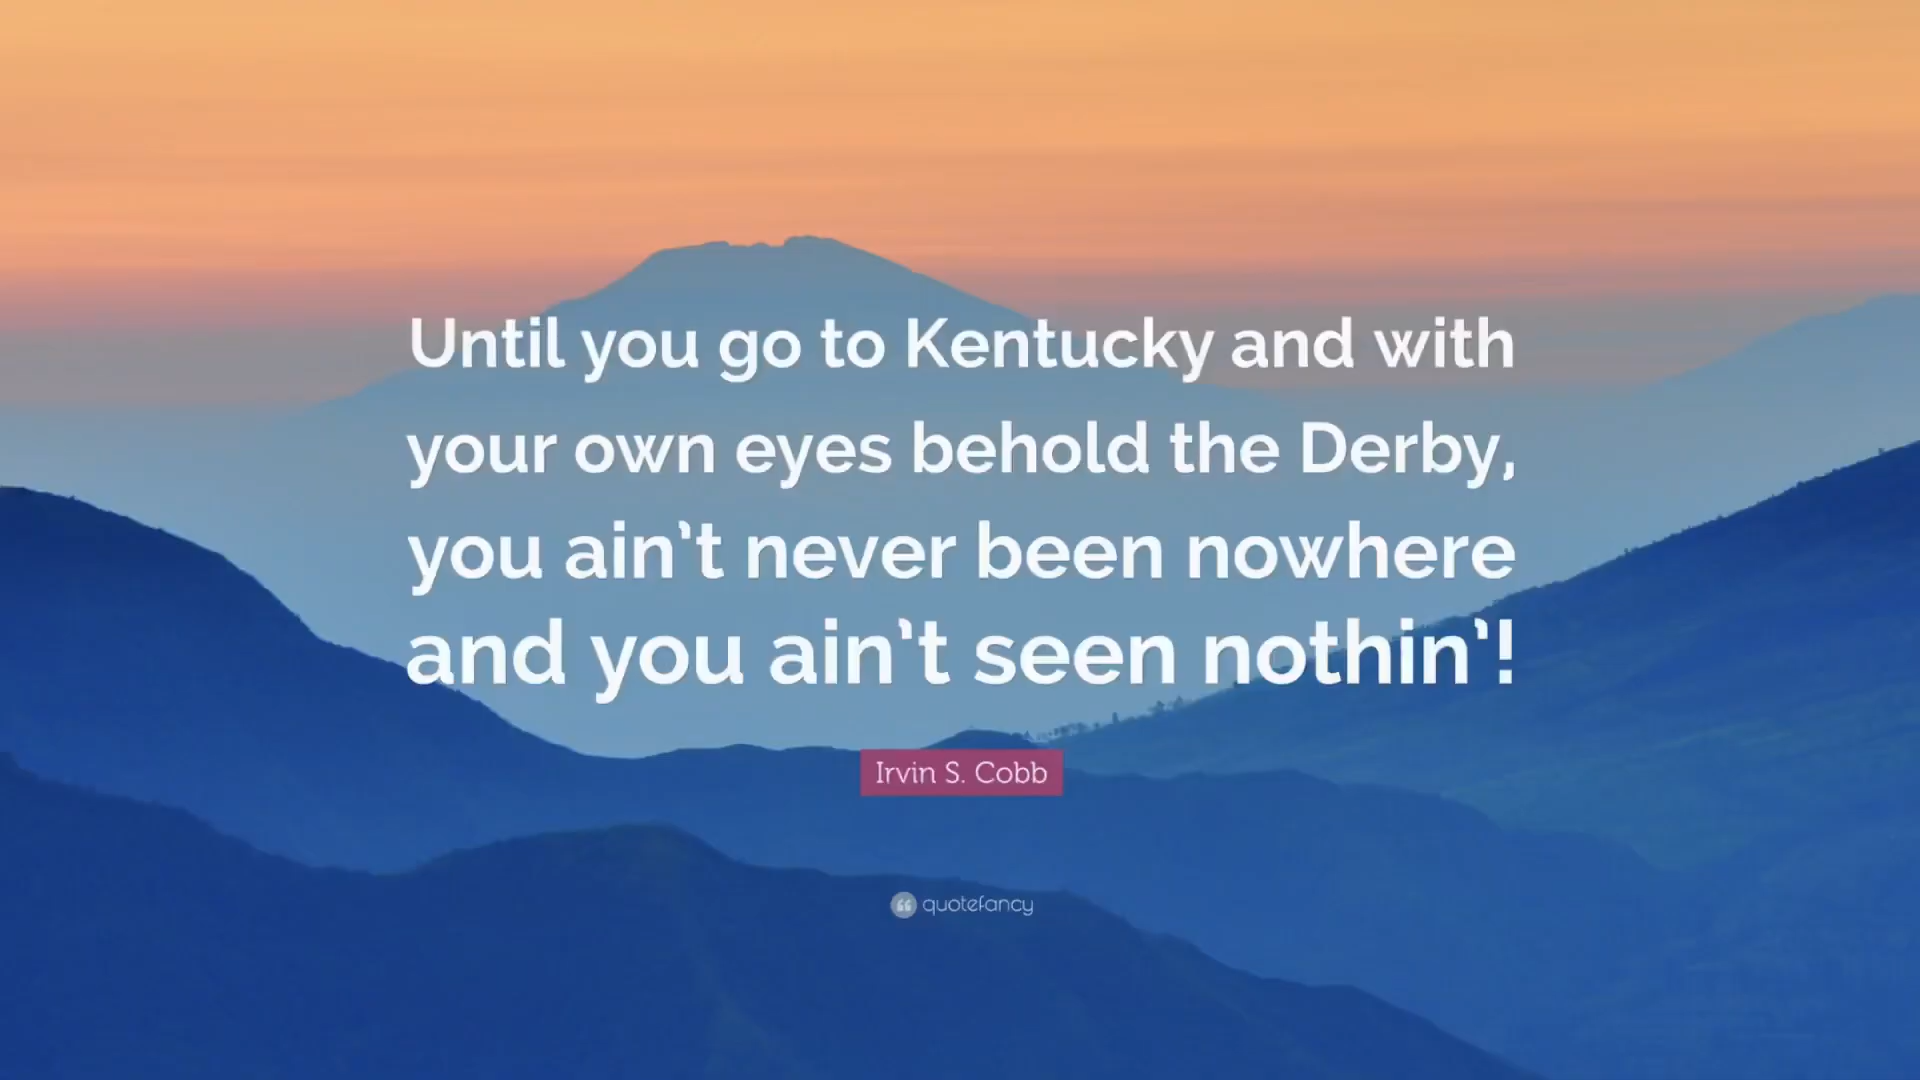 Until you go to Kentucky and with
your own eyes behold the Derby,
you ain’t never been nowhere
and you ain’t seen nothin’!
Irvin S. Cobb
quotefancy